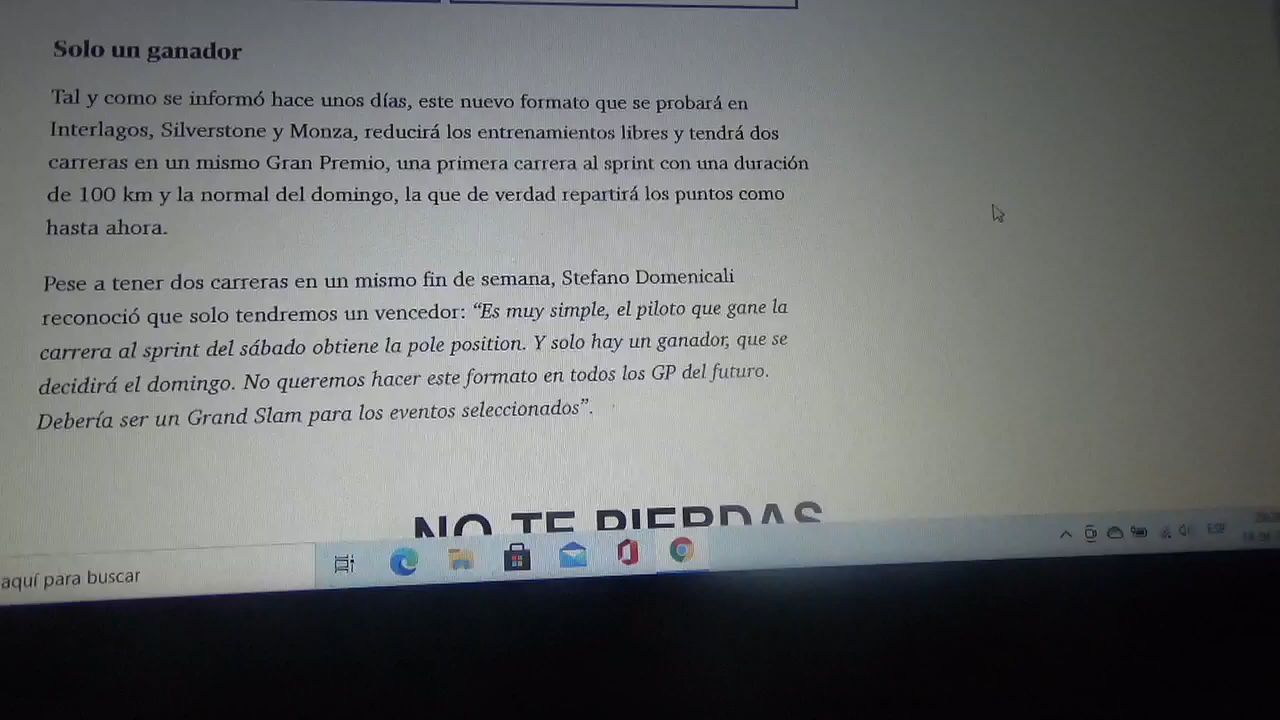 Solo un ganador
Tal y como se informó hace unos días, este nuevo formato que se probará en
Interlagos, Silverstone y Monza, reducirá los entrenamientos libres y tendrá dos
carreras en un mismo Gran Premio, una primera carrera al sprint con una duración
de 100 km y la normal del domingo, la que de verdad repartirá los puntos como
hasta ahora.
Pese a tener dos carreras en un mismo fin de semana, Stefano Domenicali
reconoció que solo tendremos un vencedor: “Es muy simple, el piloto que gane la
carrera al sprint del sábado obtiene la pole position. Y solo hay un ganador, que se
decidirá el domingo. No queremos hacer este formato en todos los GP del futuro.
Debería ser un Grand Slam para los eventos seleccionados”.
NO TE PIERDAS
aquí para buscar
ESP